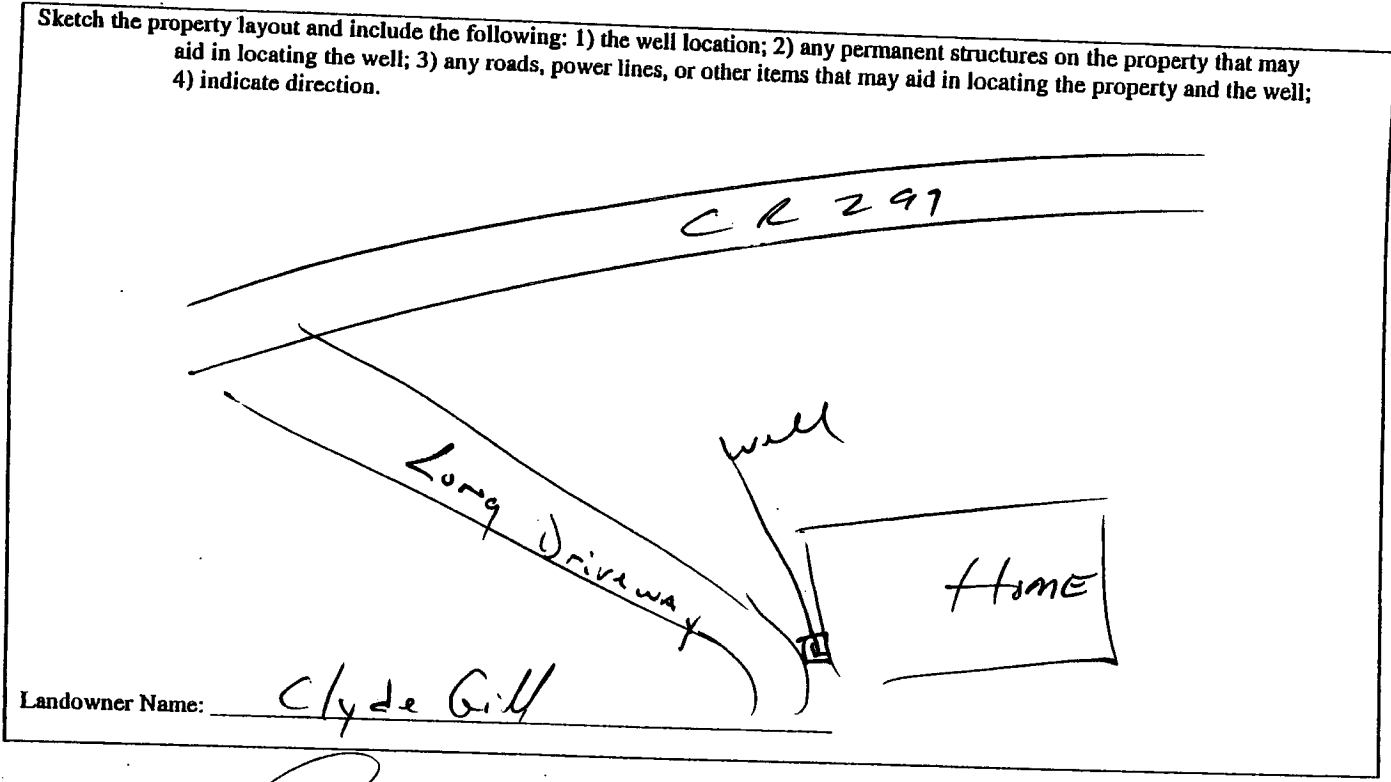 Sketch the property layout and include the following: 1) the well location; 2) any permanent structures on the property that may
aid in locating the well; 3) any roads, power lines, or other items that may aid in locating the property and the well;
4) indicate direction.
CR 291
well
Long Driveway
HOME
Landowner Name: Clyde Gill